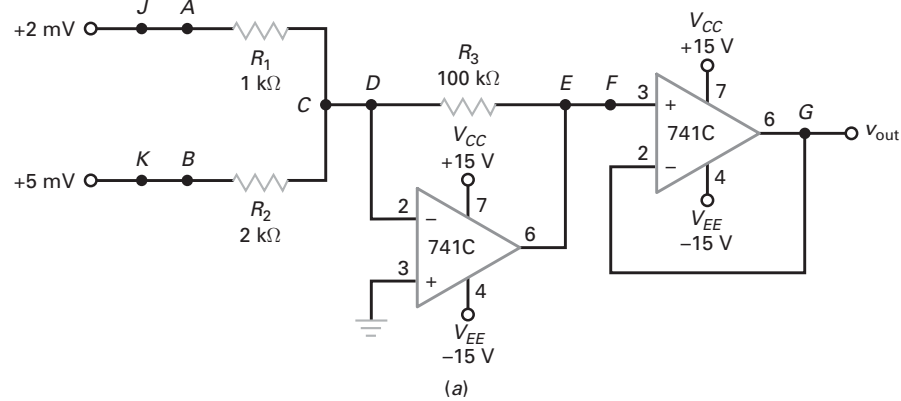 J A
+2 mV
R1
1 kΩ
C
D
R3
100 kΩ
E
F
K B
+5 mV
R2
2 kΩ
VCC
+15 V
7
2
−
741C
6
3
+
4
VEE
−15 V
VCC
+15 V
7
3
+
741C
6
2
−
4
VEE
−15 V
G
vout
(a)